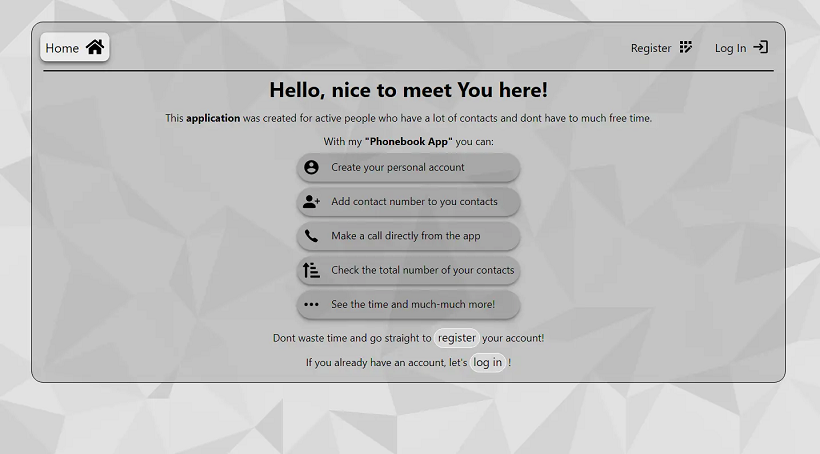 Home
Register
Log In
Hello, nice to meet You here!
This application was created for active people who have a lot of contacts and dont have to much free time.
With my "Phonebook App" you can:
Create your personal account
Add contact number to you contacts
Make a call directly from the app
Check the total number of your contacts
See the time and much-much more!
Dont waste time and go straight to register your account!
If you already have an account, let's log in !